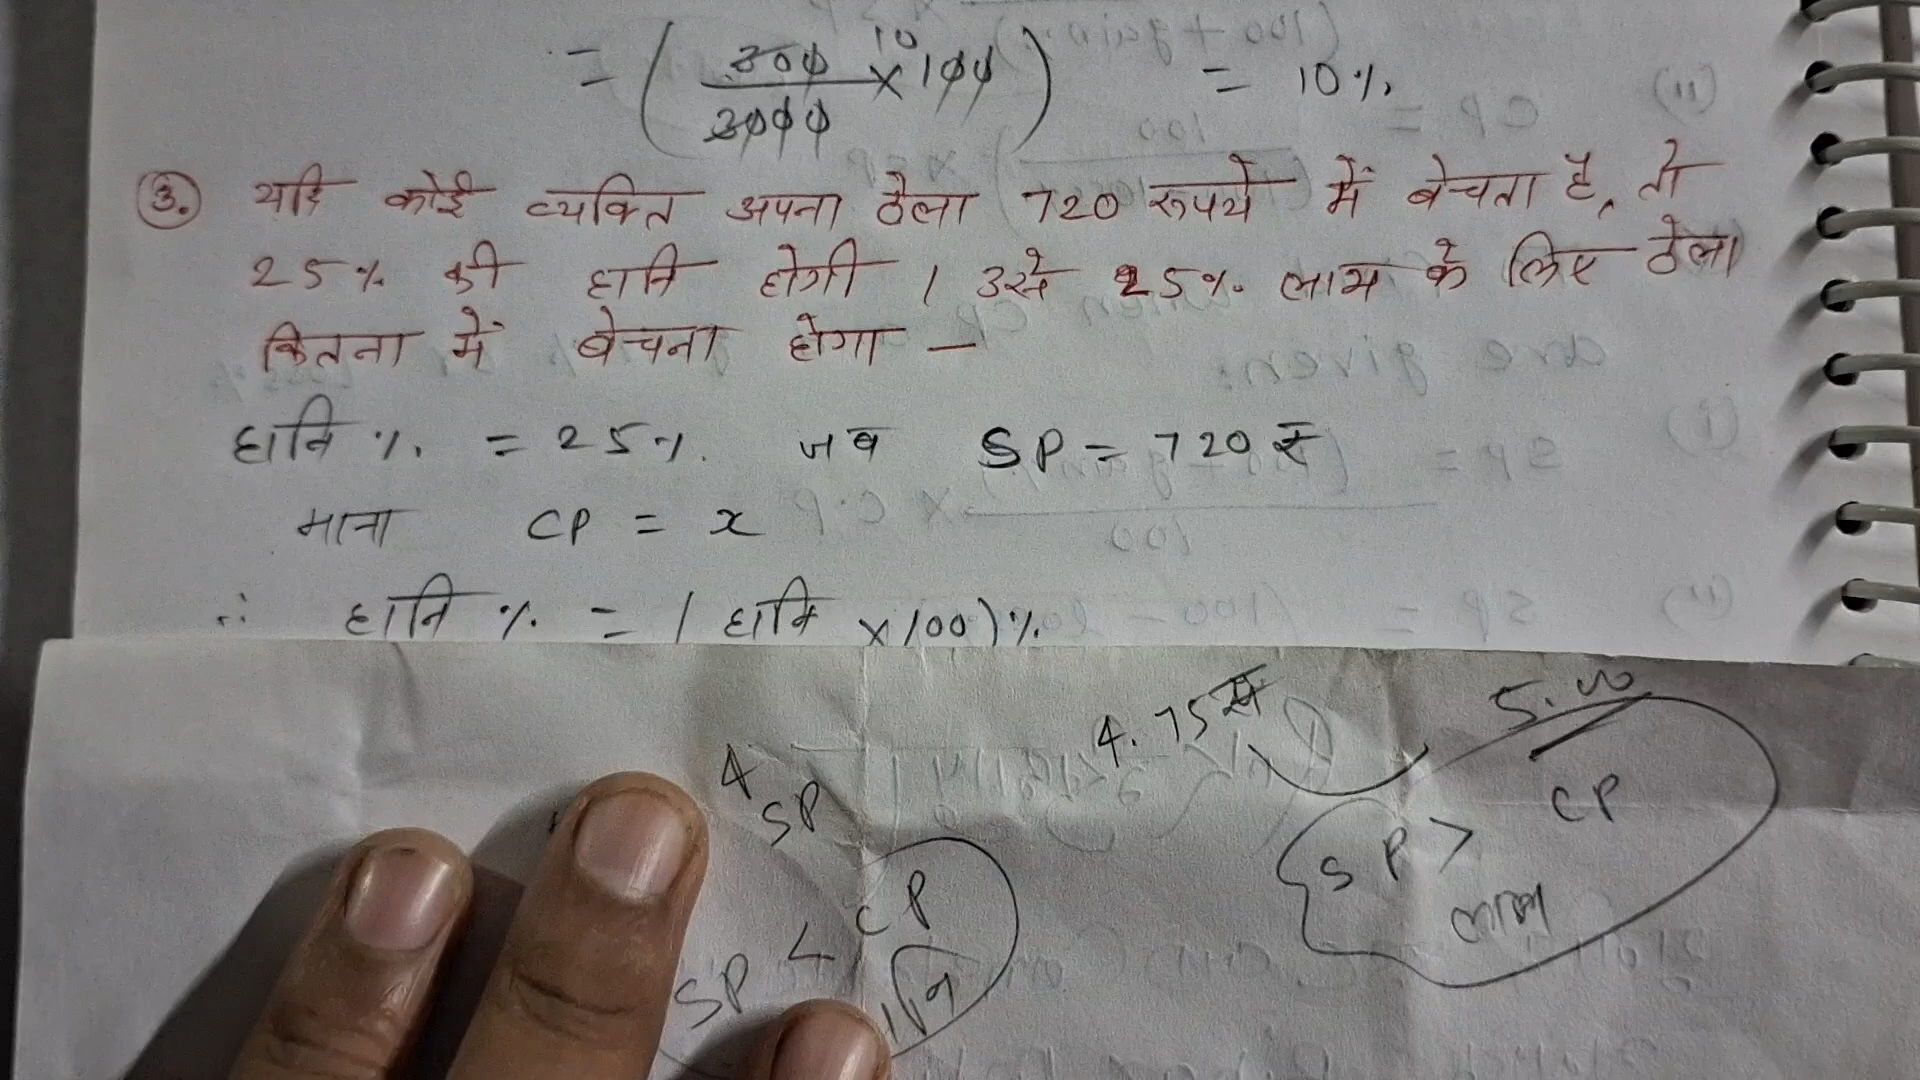 = ( 300/3000 × 100 ) 10 = 10%
3. यदि कोई व्यक्ति अपना ठेला 720 रूपये में बेचता है, तो
25% की हानि होगी । उसे 25% लाभ के लिए ठेला
कितना में बेचना होगा —
हानि % = 25% जब SP = 720 ₹
माना CP = x
∴ हानि % = ( हानि × 100 ) %
4.75 5.00
4 SP CP
SP >
CP लाभ
SP <